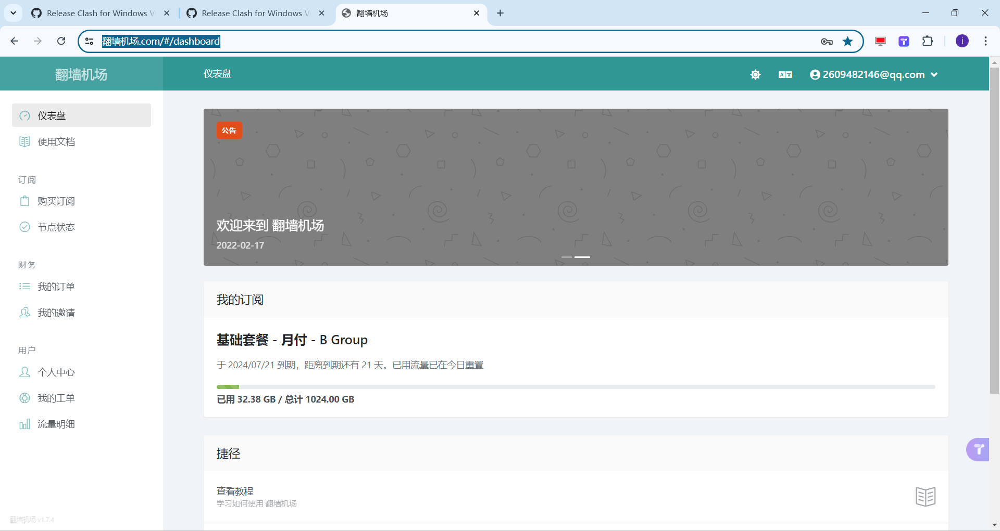 Release Clash for Windows V
Release Clash for Windows V
翻墙机场
翻墙机场.com/#/dashboard
j
翻墙机场
仪表盘
A 文
2609482146@qq.com
仪表盘
使用文档
订阅
购买订阅
节点状态
财务
我的订单
我的邀请
用户
个人中心
我的工单
流量明细
翻墙机场 v1.7.4
公告
欢迎来到 翻墙机场
2022-02-17
我的订阅
基础套餐 - 月付 - B Group
于 2024/07/21 到期，距离到期还有 21 天。已用流量已在今日重置
已用 32.38 GB / 总计 1024.00 GB
捷径
查看教程
学习如何使用 翻墙机场